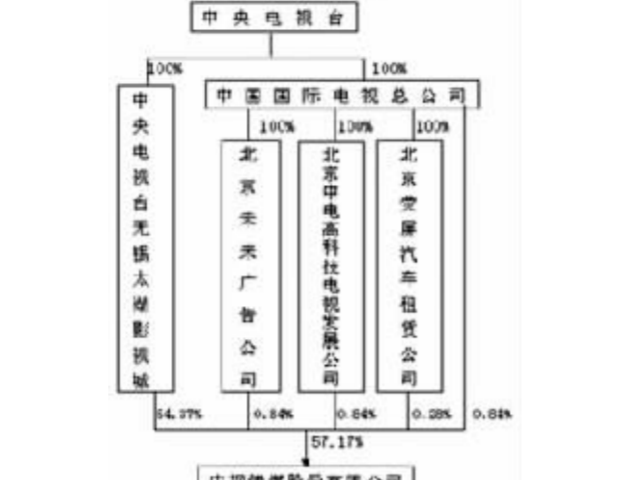 中央电视台
100%
100%
中国国际电视总公司
中央电视台无锡太湖影视城
100%
100%
100%
北京未来广告公司
北京中电高科技电视发展公司
北京荧屏汽车租赁公司
54.37%
0.84%
0.84%
0.28%
0.84%
57.17%